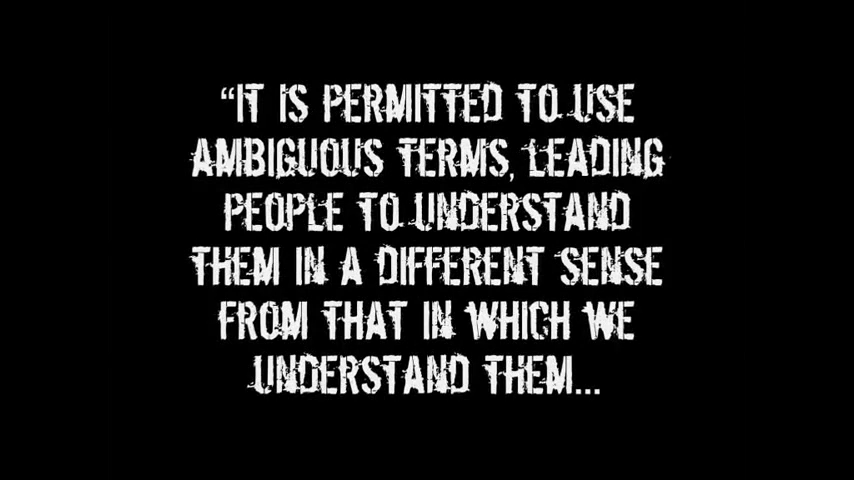 “IT IS PERMITTED TO USE
AMBIGUOUS TERMS, LEADING
PEOPLE TO UNDERSTAND
THEM IN A DIFFERENT SENSE
FROM THAT IN WHICH WE
UNDERSTAND THEM...